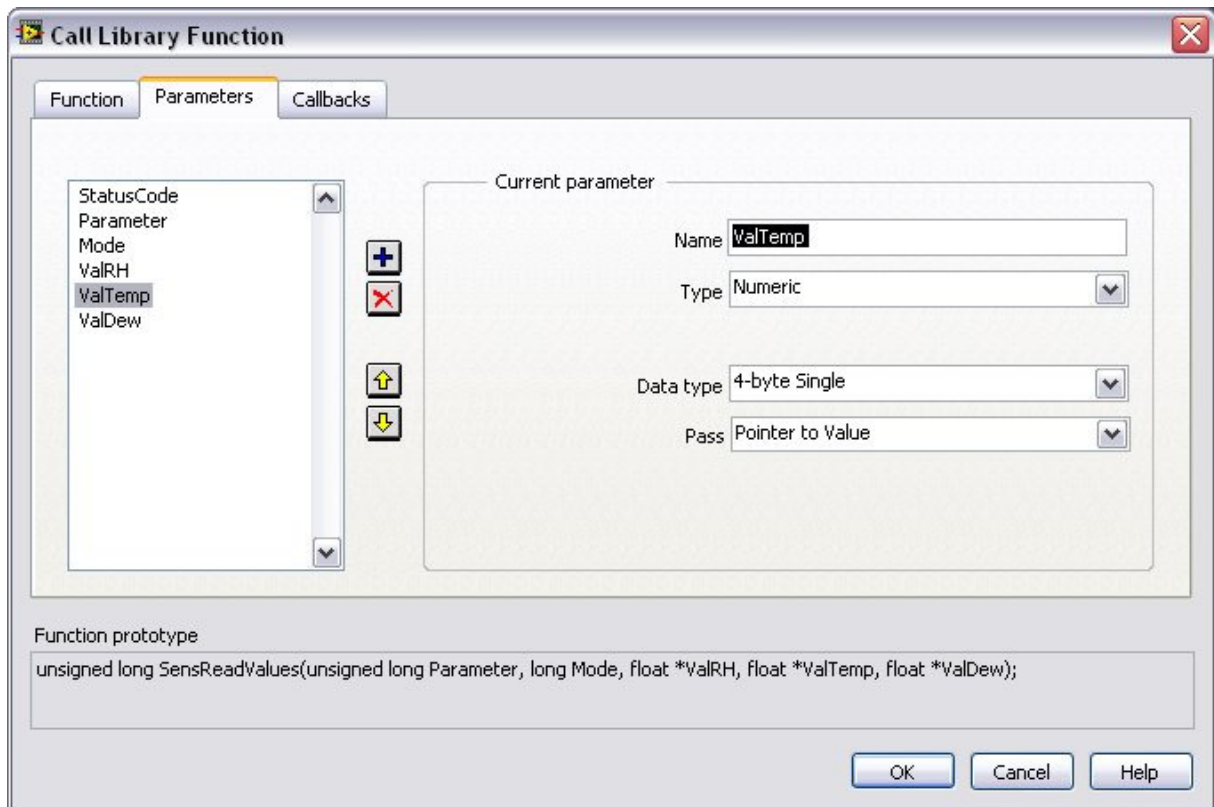 Call Library Function
Function
Parameters
Callbacks
StatusCode
Parameter
Mode
ValRH
ValTemp
ValDew
Current parameter
Name ValTemp
Type Numeric
Data type 4-byte Single
Pass Pointer to Value
Function prototype
unsigned long SensReadValues(unsigned long Parameter, long Mode, float *ValRH, float *ValTemp, float *ValDew);
OK
Cancel
Help